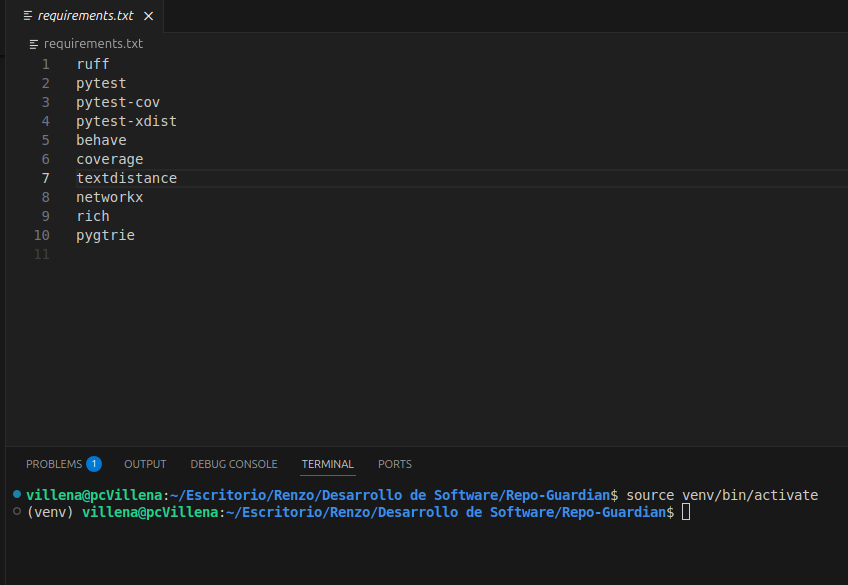 requirements.txt
requirements.txt
1 ruff
2 pytest
3 pytest-cov
4 pytest-xdist
5 behave
6 coverage
7 textdistance
8 networkx
9 rich
10 pygtrie
11
PROBLEMS 1 OUTPUT DEBUG CONSOLE TERMINAL PORTS
villena@pcVillena:~/Escritorio/Renzo/Desarrollo de Software/Repo-Guardian$ source venv/bin/activate
(venv) villena@pcVillena:~/Escritorio/Renzo/Desarrollo de Software/Repo-Guardian$